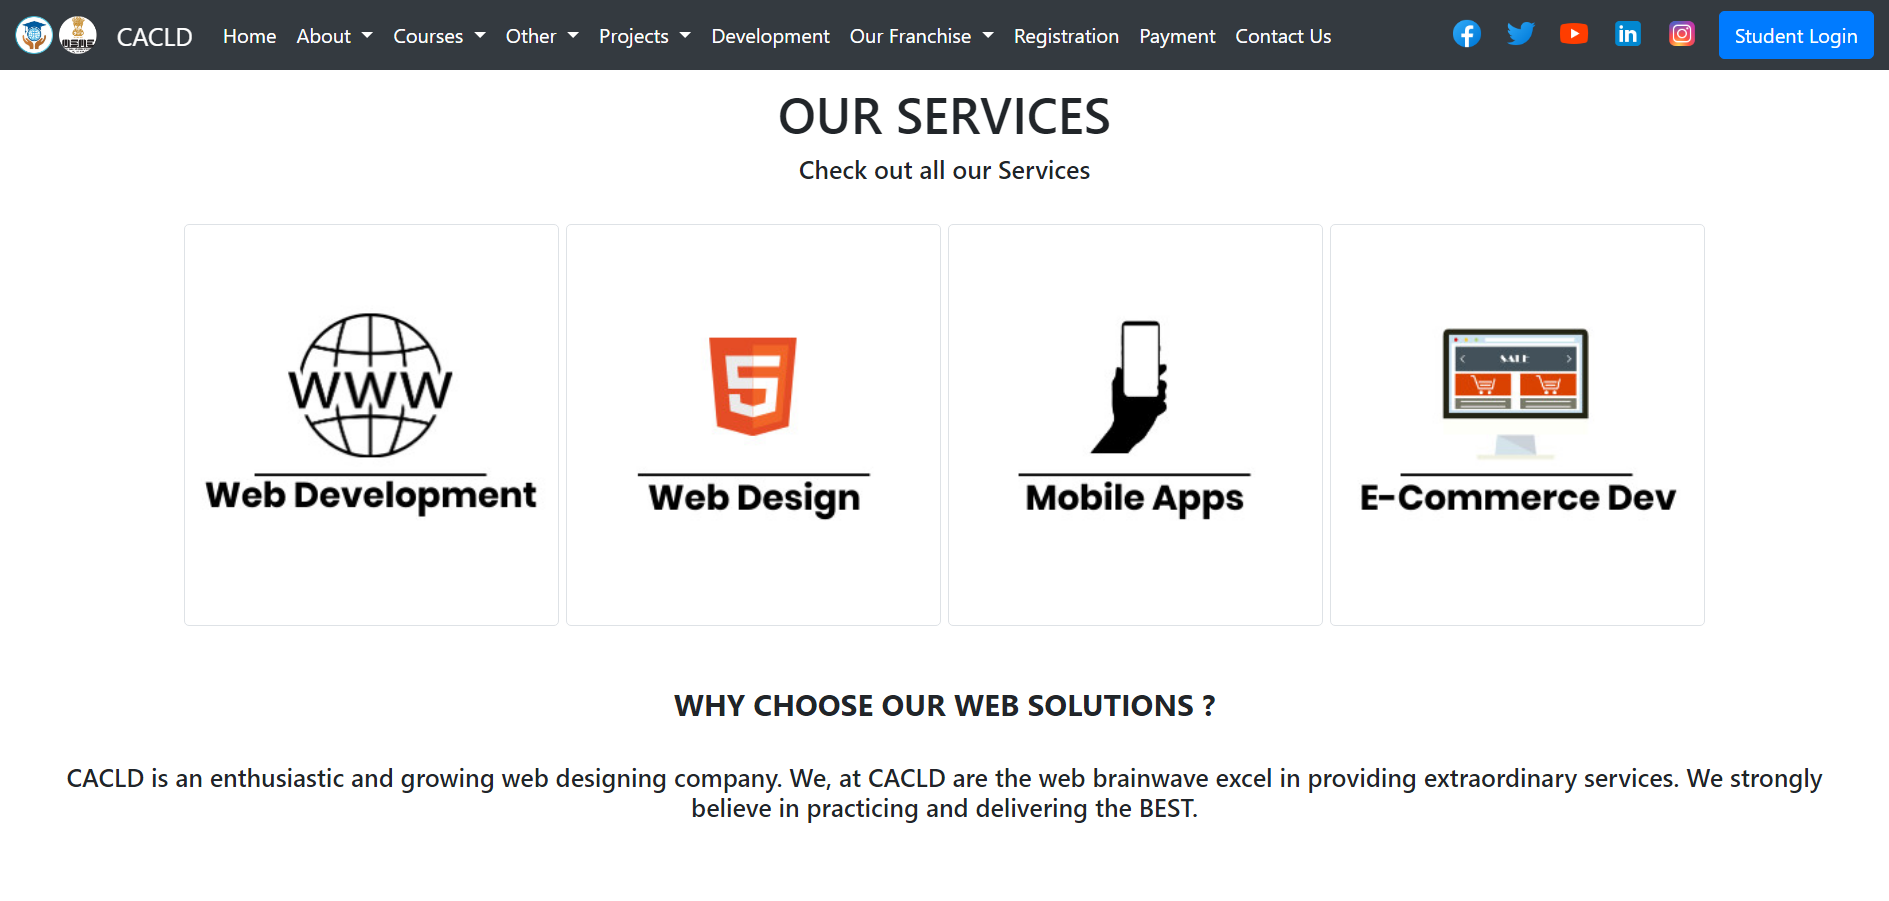 CACLD Home About Courses Other Projects Development Our Franchise Registration Payment Contact Us Student Login
OUR SERVICES
Check out all our Services
WWW
Web Development
5
Web Design
Mobile Apps
SALE
E-Commerce Dev
WHY CHOOSE OUR WEB SOLUTIONS ?
CACLD is an enthusiastic and growing web designing company. We, at CACLD are the web brainwave excel in providing extraordinary services. We strongly
believe in practicing and delivering the BEST.